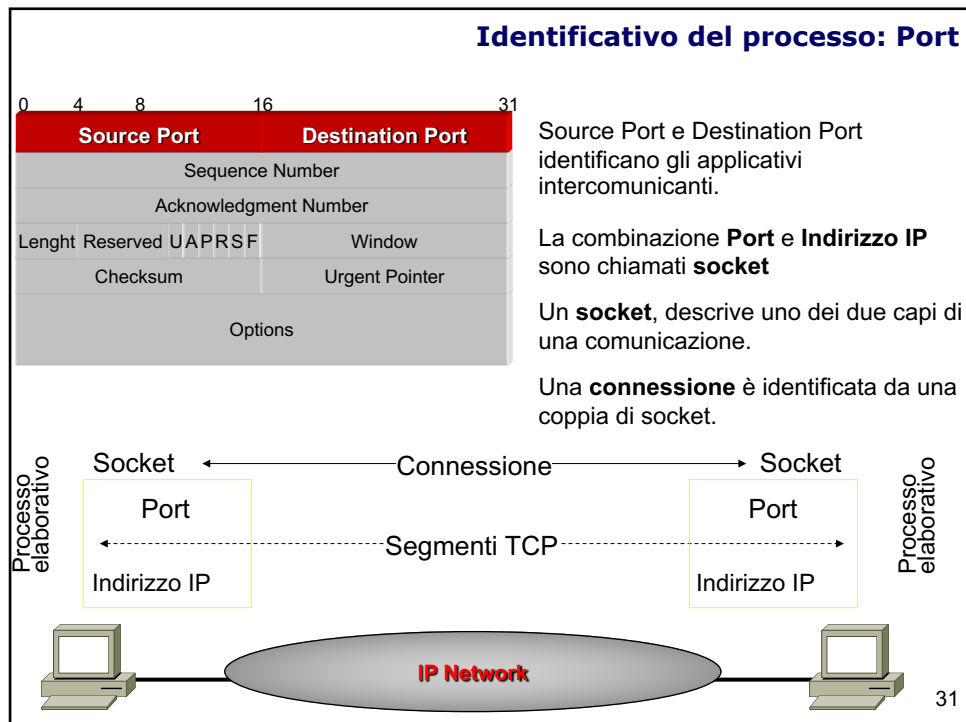 Identificativo del processo: Port
0 4 8 16 31
Source Port Destination Port
Sequence Number
Acknowledgment Number
Lenght Reserved U A P R S F Window
Checksum Urgent Pointer
Options
Source Port e Destination Port
identificano gli applicativi
intercomunicanti.
La combinazione Port e Indirizzo IP
sono chiamati socket
Un socket, descrive uno dei due capi di
una comunicazione.
Una connessione è identificata da una
coppia di socket.
Processo
elaborativo
Socket Connessione Socket
Port Port
Segmenti TCP
Indirizzo IP Indirizzo IP
Processo
elaborativo
IP Network
31